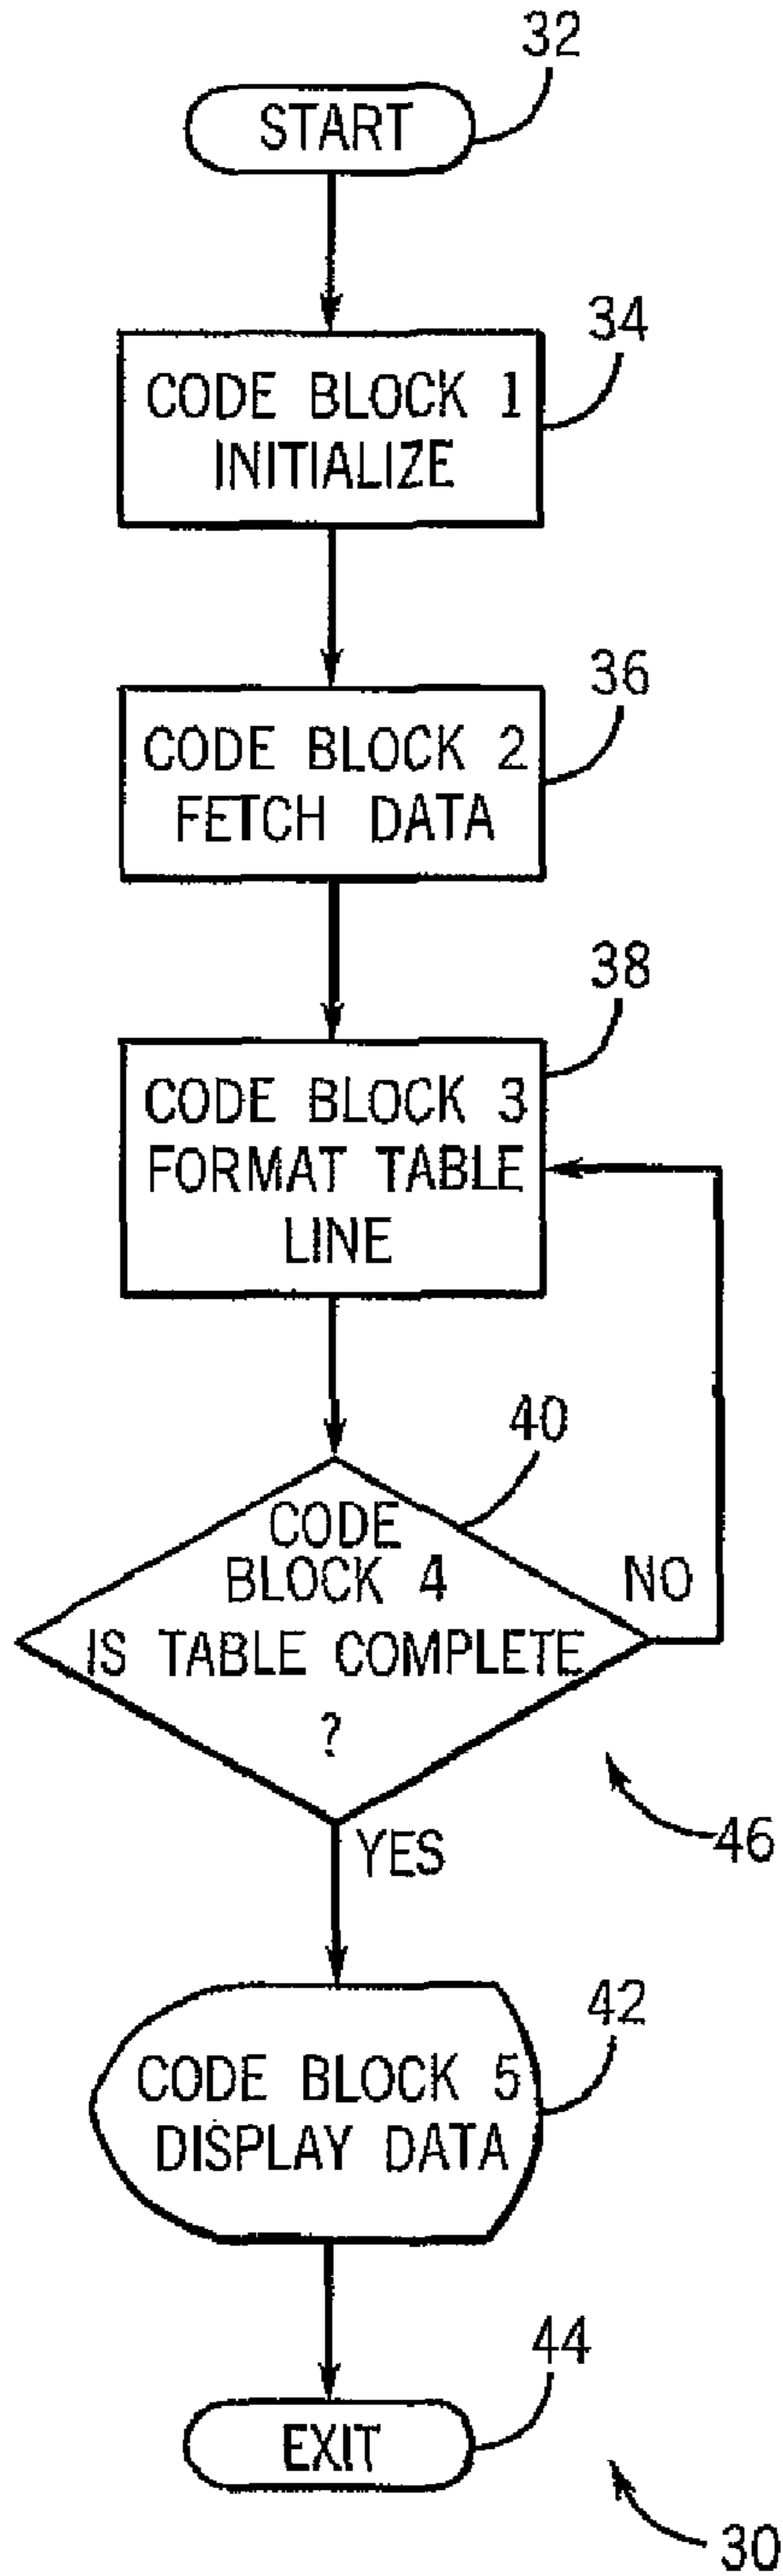 32
START
34
CODE BLOCK 1
INITIALIZE
36
CODE BLOCK 2
FETCH DATA
38
CODE BLOCK 3
FORMAT TABLE
LINE
40
CODE
BLOCK 4
NO
IS TABLE COMPLETE
?
46
YES
42
CODE BLOCK 5
DISPLAY DATA
44
EXIT
30